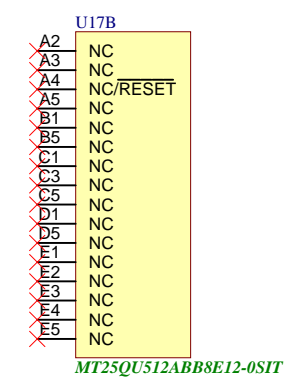 U17B
A2 NC
A3 NC
A4 NC/RESET
A5 NC
B1 NC
B5 NC
C1 NC
C3 NC
C5 NC
D1 NC
D5 NC
E1 NC
E2 NC
E3 NC
E4 NC
E5 NC
MT25QU512ABB8E12-0SIT